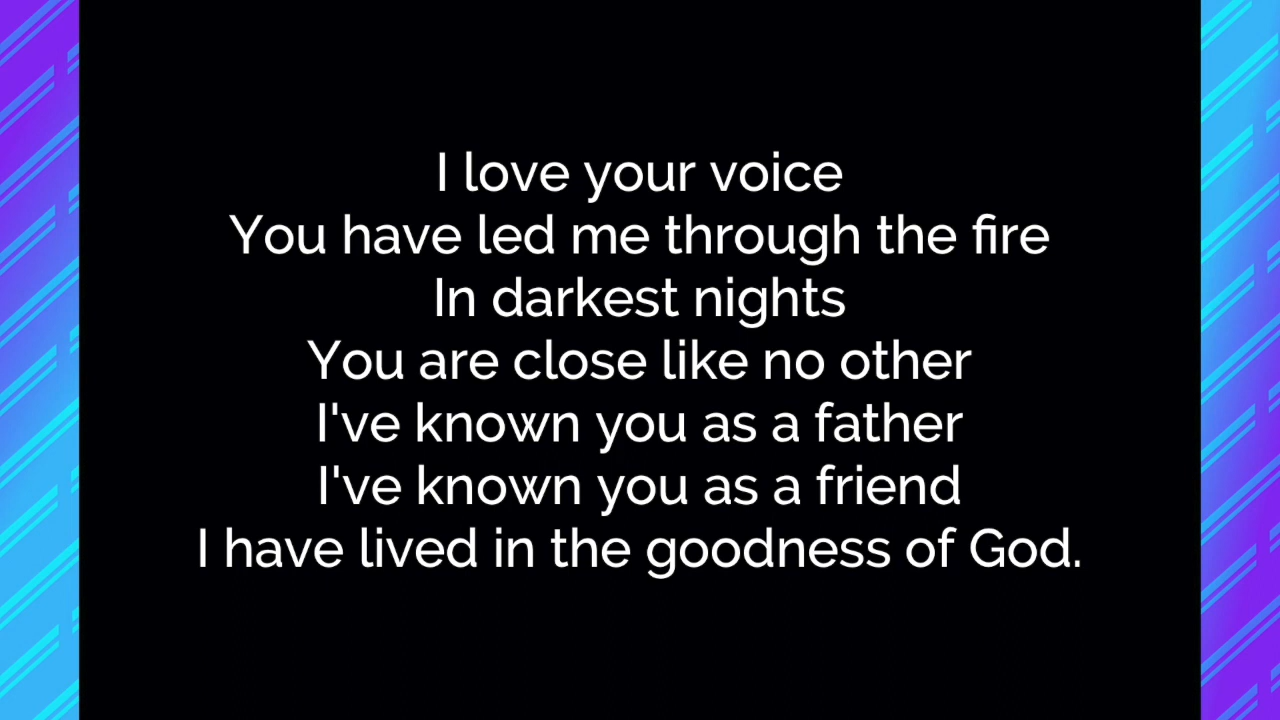 I love your voice
You have led me through the fire
In darkest nights
You are close like no other
I've known you as a father
I've known you as a friend
I have lived in the goodness of God.